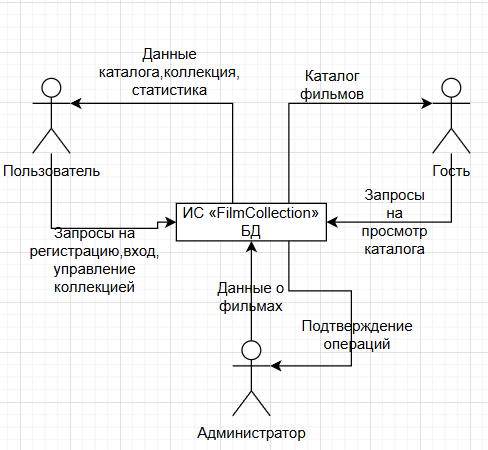 Данные
каталога,коллекция,
статистика
Каталог
фильмов
Пользователь
Гость
Запросы
на
просмотр
каталога
ИС «FilmCollection»
БД
Запросы на
регистрацию,вход,
управление
коллекцией
Данные о
фильмах
Подтверждение
операций
Администратор